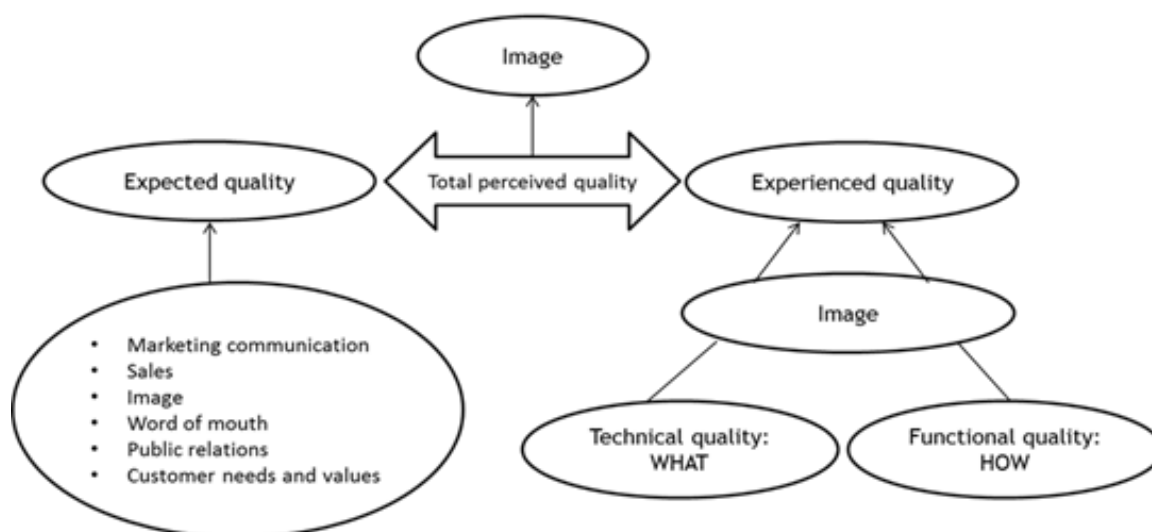 Image
Expected quality
Total perceived quality
Experienced quality
Image
• Marketing communication
• Sales
• Image
• Word of mouth
• Public relations
• Customer needs and values
Technical quality:
WHAT
Functional quality:
HOW